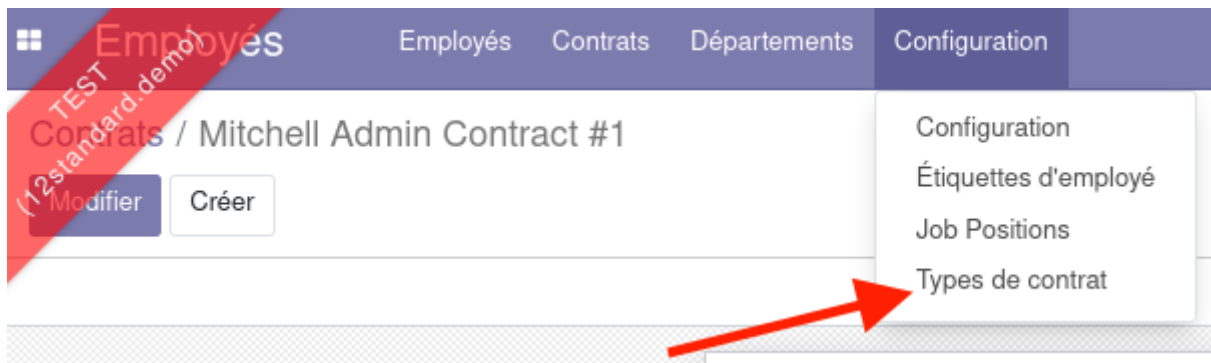 Employés Employés Contrats Départements Configuration
TEST
(12standard.demo)
Contrats / Mitchell Admin Contract #1
Modifier Créer
Configuration
Étiquettes d'employé
Job Positions
Types de contrat